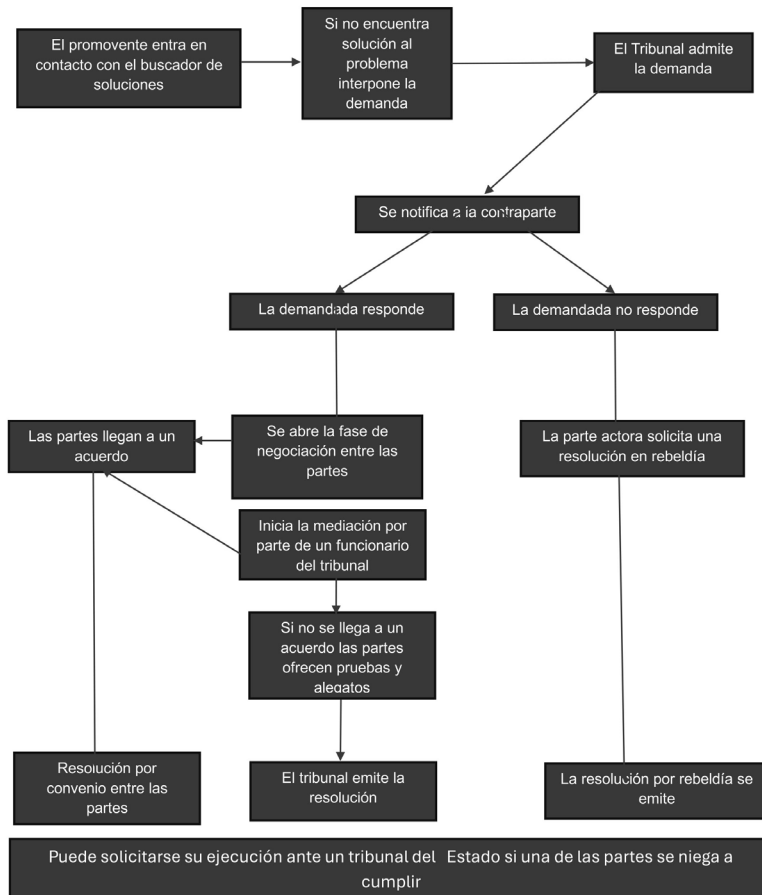 El promovente entra en
contacto con el buscador de
soluciones
Si no encuentra
solución al
problema
interpone la
demanda
El Tribunal admite
la demanda
Se notifica a la contraparte
La demandada responde
La demandada no responde
Las partes llegan a un
acuerdo
Se abre la fase de
negociación entre las
partes
La parte actora solicita una
resolución en rebeldía
Inicia la mediación por
parte de un funcionario
del tribunal
Si no se llega a un
acuerdo las partes
ofrecen pruebas y
alegatos
Resolución por
convenio entre las
partes
El tribunal emite la
resolución
La resolución por rebeldía se
emite
Puede solicitarse su ejecución ante un tribunal del Estado si una de las partes se niega a
cumplir